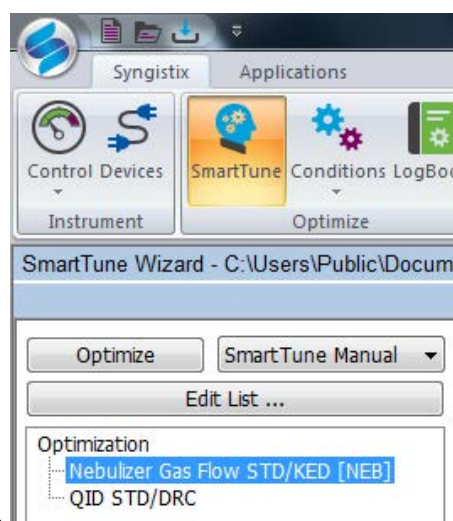 Syngistix Applications
Control Devices SmartTune Conditions
Instrument Optimize
SmartTune Wizard - C:\Users\Public\Docum
Optimize SmartTune Manual
Edit List ...
Optimization
Nebulizer Gas Flow STD/KED [NEB]
QID STD/DRC